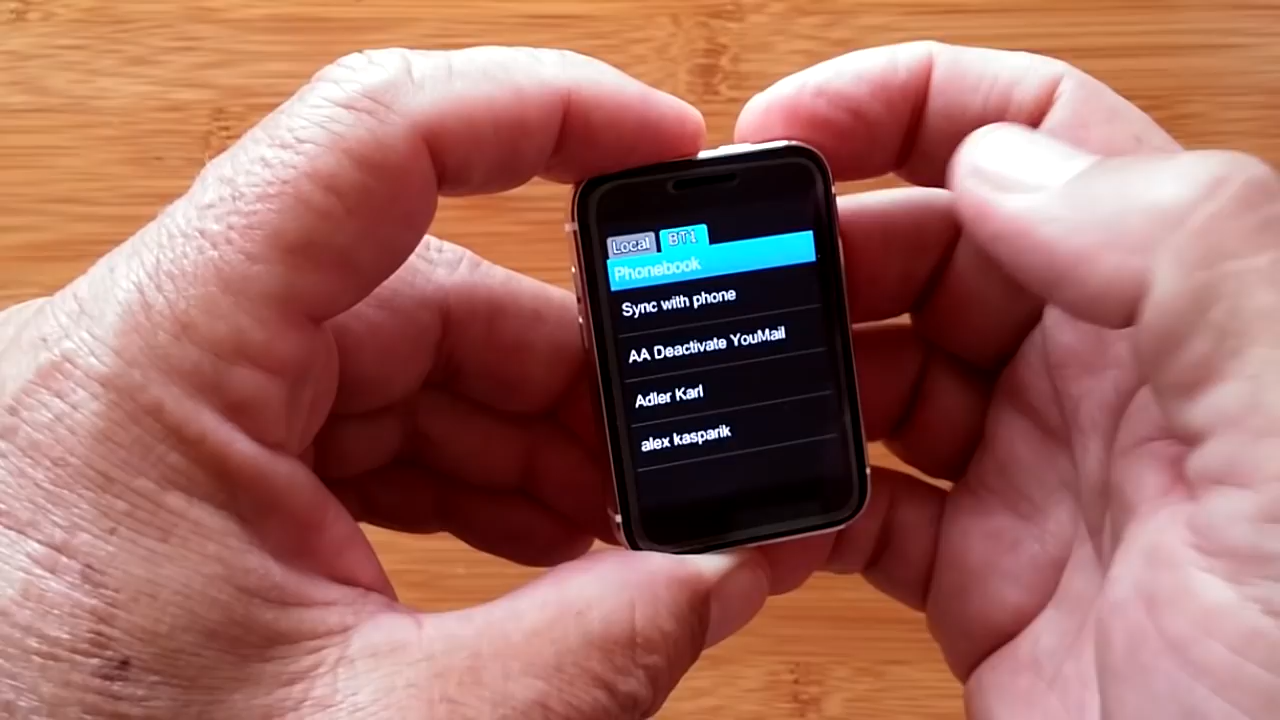 Local BT1
Phonebook
Sync with phone
AA Deactivate YouMail
Adler Karl
alex kasparik